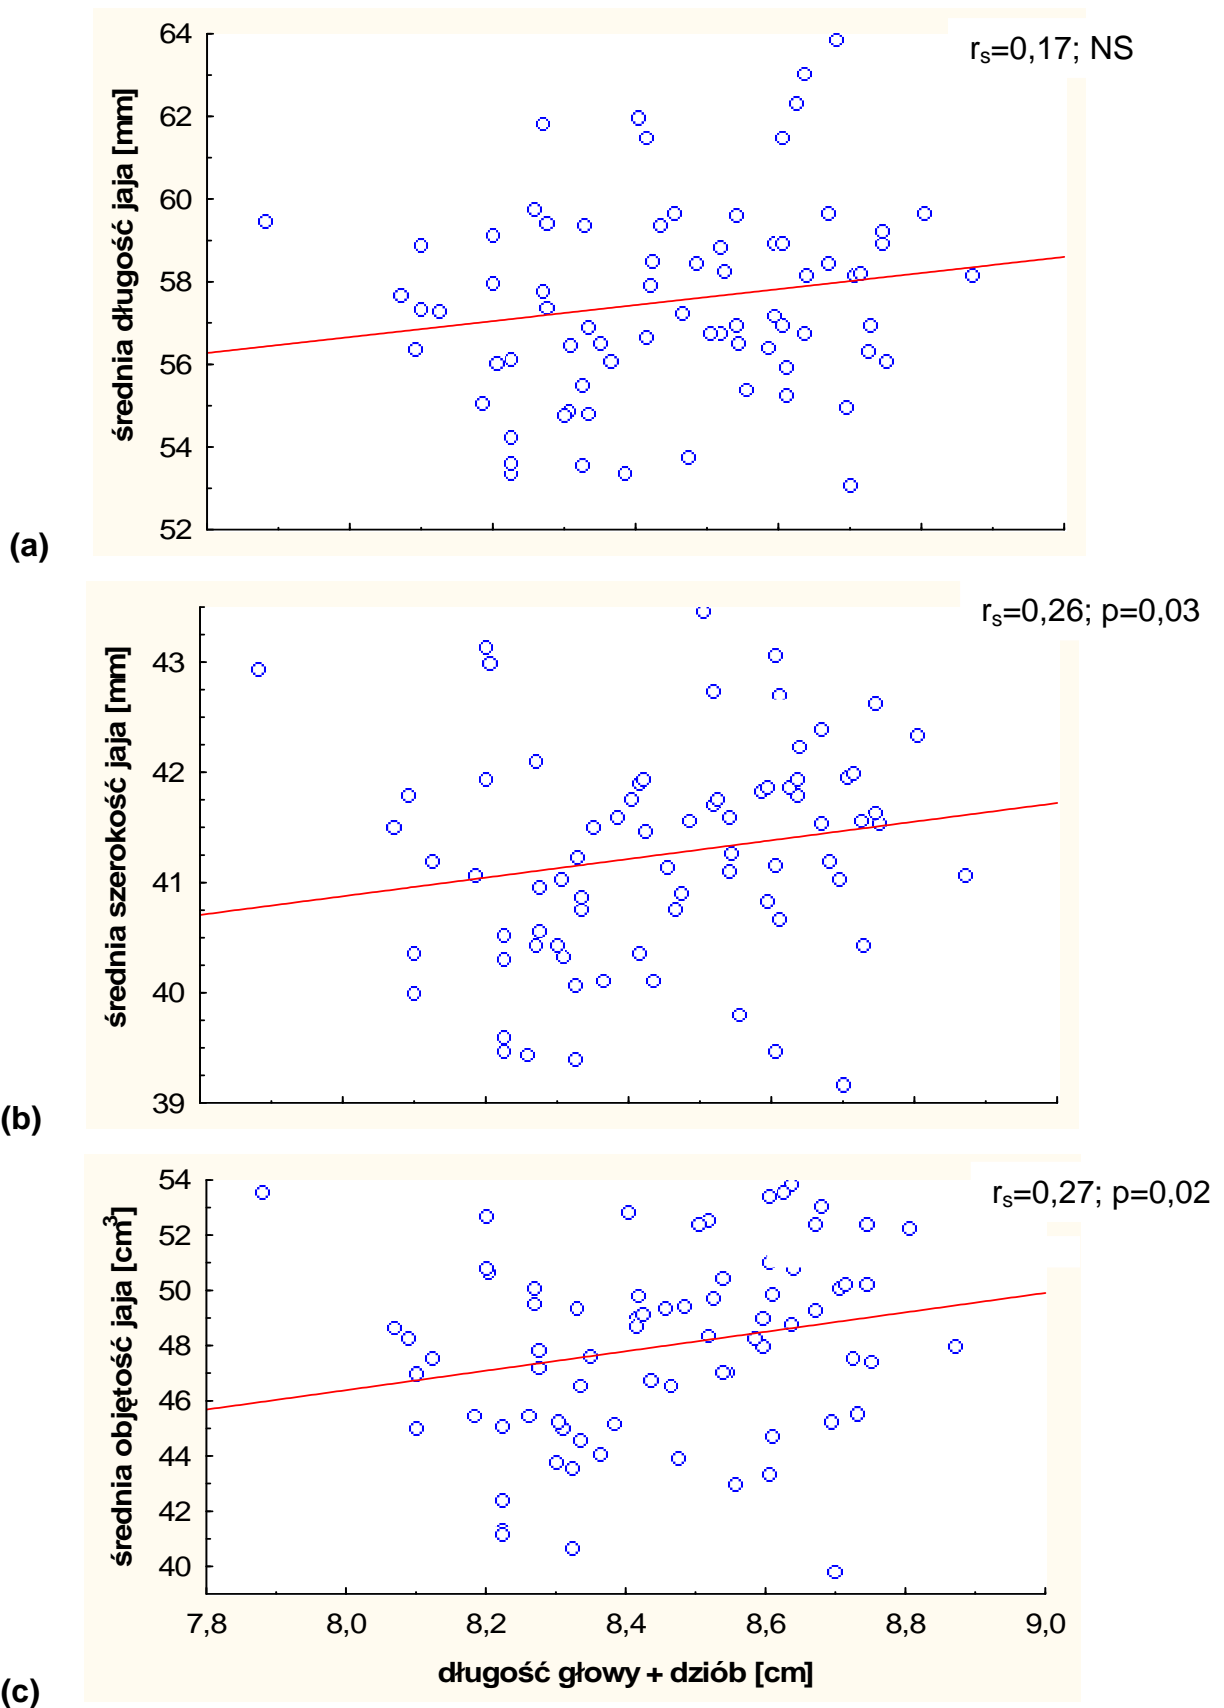 64
62
60
58
56
54
52
średnia długość jaja [mm]
rₛ=0,17; NS
(a)
43
42
41
40
39
średnia szerokość jaja [mm]
rₛ=0,26; p=0,03
(b)
54
52
50
48
46
44
42
40
średnia objętość jaja [cm³]
rₛ=0,27; p=0,02
7,8 8,0 8,2 8,4 8,6 8,8 9,0
długość głowy + dziób [cm]
(c)